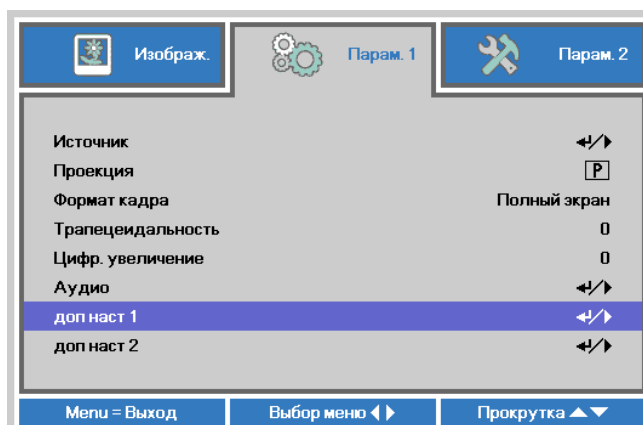 Изображ. Парам. 1 Парам. 2
Источник
Проекция P
Формат кадра Полный экран
Трапецеидальность 0
Цифр. увеличение 0
Аудио
доп наст 1
доп наст 2
Menu = Выход Выбор меню Прокрутка